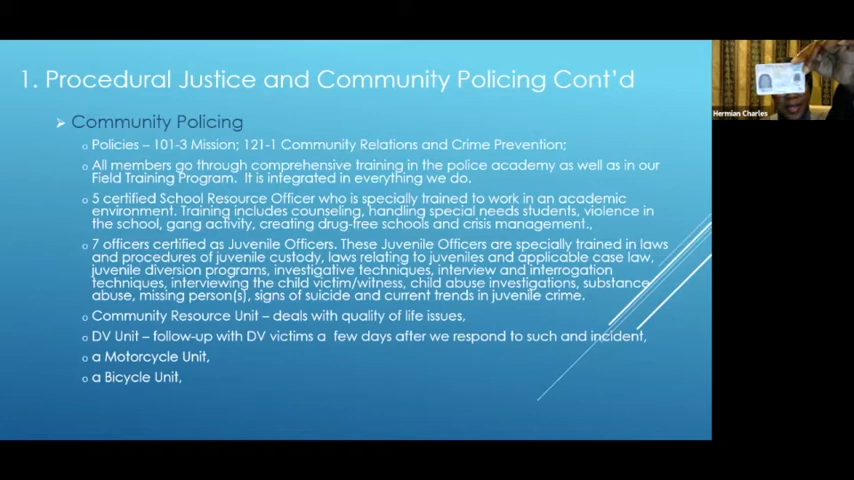 1. Procedural Justice and Community Policing Cont'd
Community Policing
Policies – 101-3 Mission; 121-1 Community Relations and Crime Prevention;
All members go through comprehensive training in the police academy as well as in our
Field Training Program. It is integrated in everything we do.
5 certified School Resource Officer who is specially trained to work in an academic
environment. Training includes counseling, handling special needs students, violence in
the school, gang activity, creating drug-free schools and crisis management.,
7 officers certified as Juvenile Officers. These Juvenile Officers are specially trained in laws
and procedures of juvenile custody, laws relating to juveniles and applicable case law,
juvenile diversion programs, investigative techniques, interview and interrogation
techniques, interviewing the child victim/witness, child abuse investigations, substance
abuse, missing person(s), signs of suicide and current trends in juvenile crime.
Community Resource Unit – deals with quality of life issues,
DV Unit – follow-up with DV victims a few days after we respond to such and incident,
a Motorcycle Unit,
a Bicycle Unit,
Hermian Charles